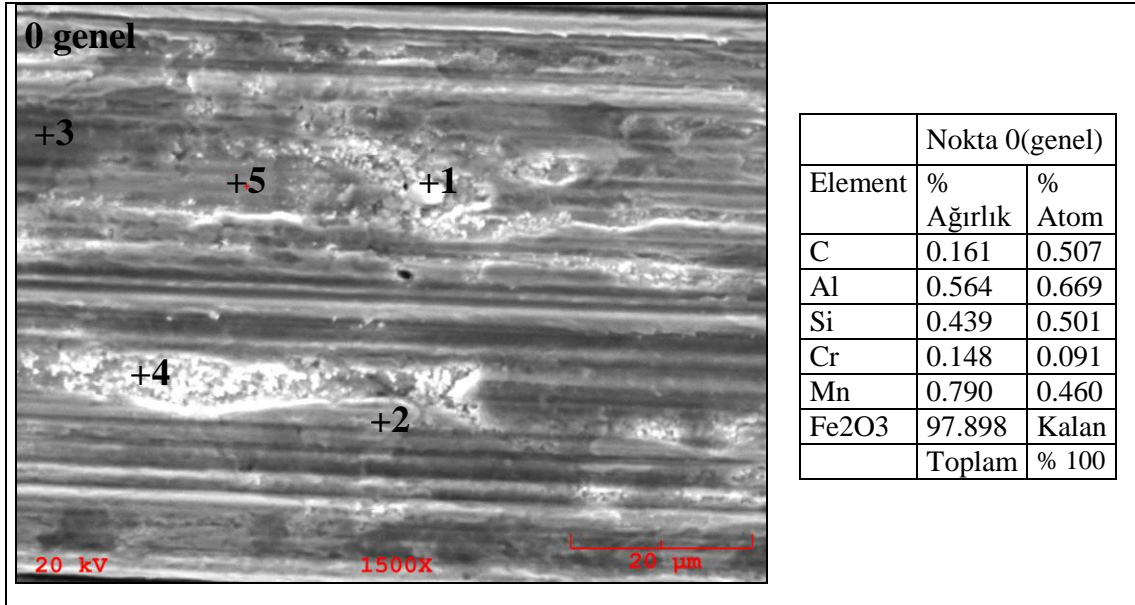 0 genel
+3
+5
+1
+4
+2
20 kV 1500X 20 µm
Nokta 0(genel)
Element % Ağırlık % Atom
C 0.161 0.507
Al 0.564 0.669
Si 0.439 0.501
Cr 0.148 0.091
Mn 0.790 0.460
Fe2O3 97.898 Kalan
Toplam % 100